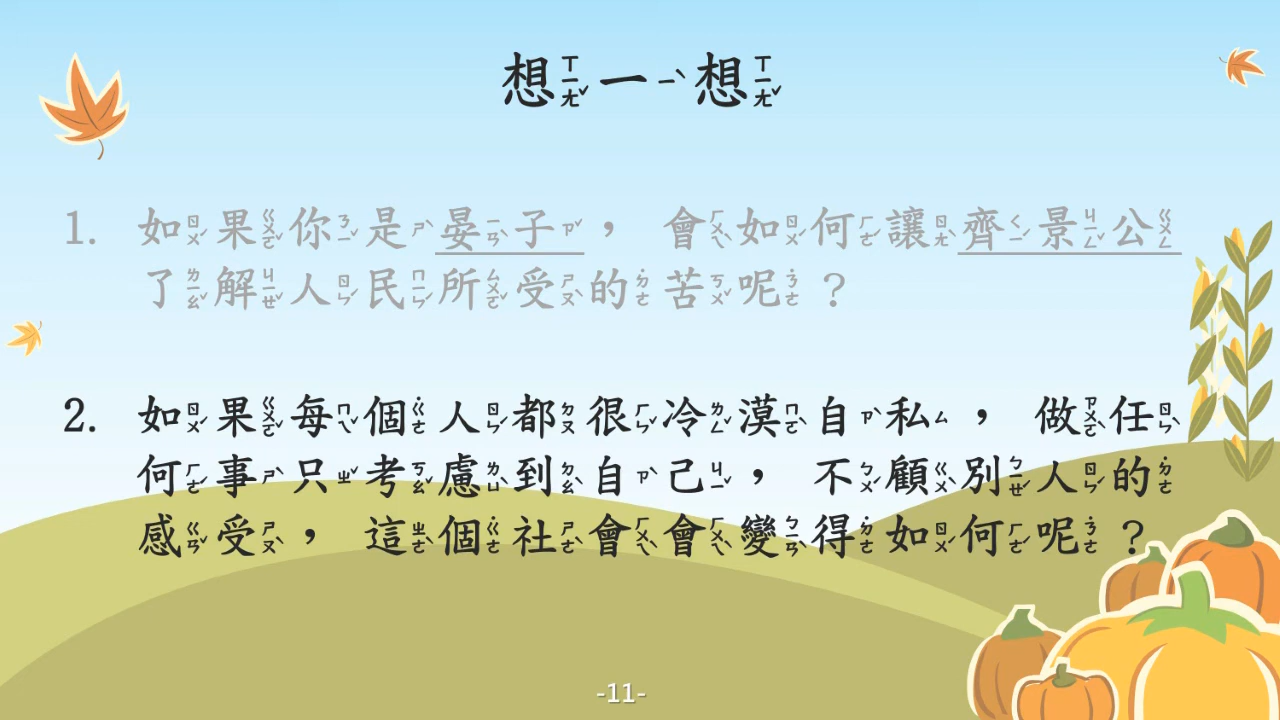 想一想
1. 如果你是晏子，會如何讓齊景公
了解人民所受的苦呢？
2. 如果每個人都很冷漠自私，做任
何事只考慮到自己，不顧別人的
感受，這個社會會變得如何呢？
-11-